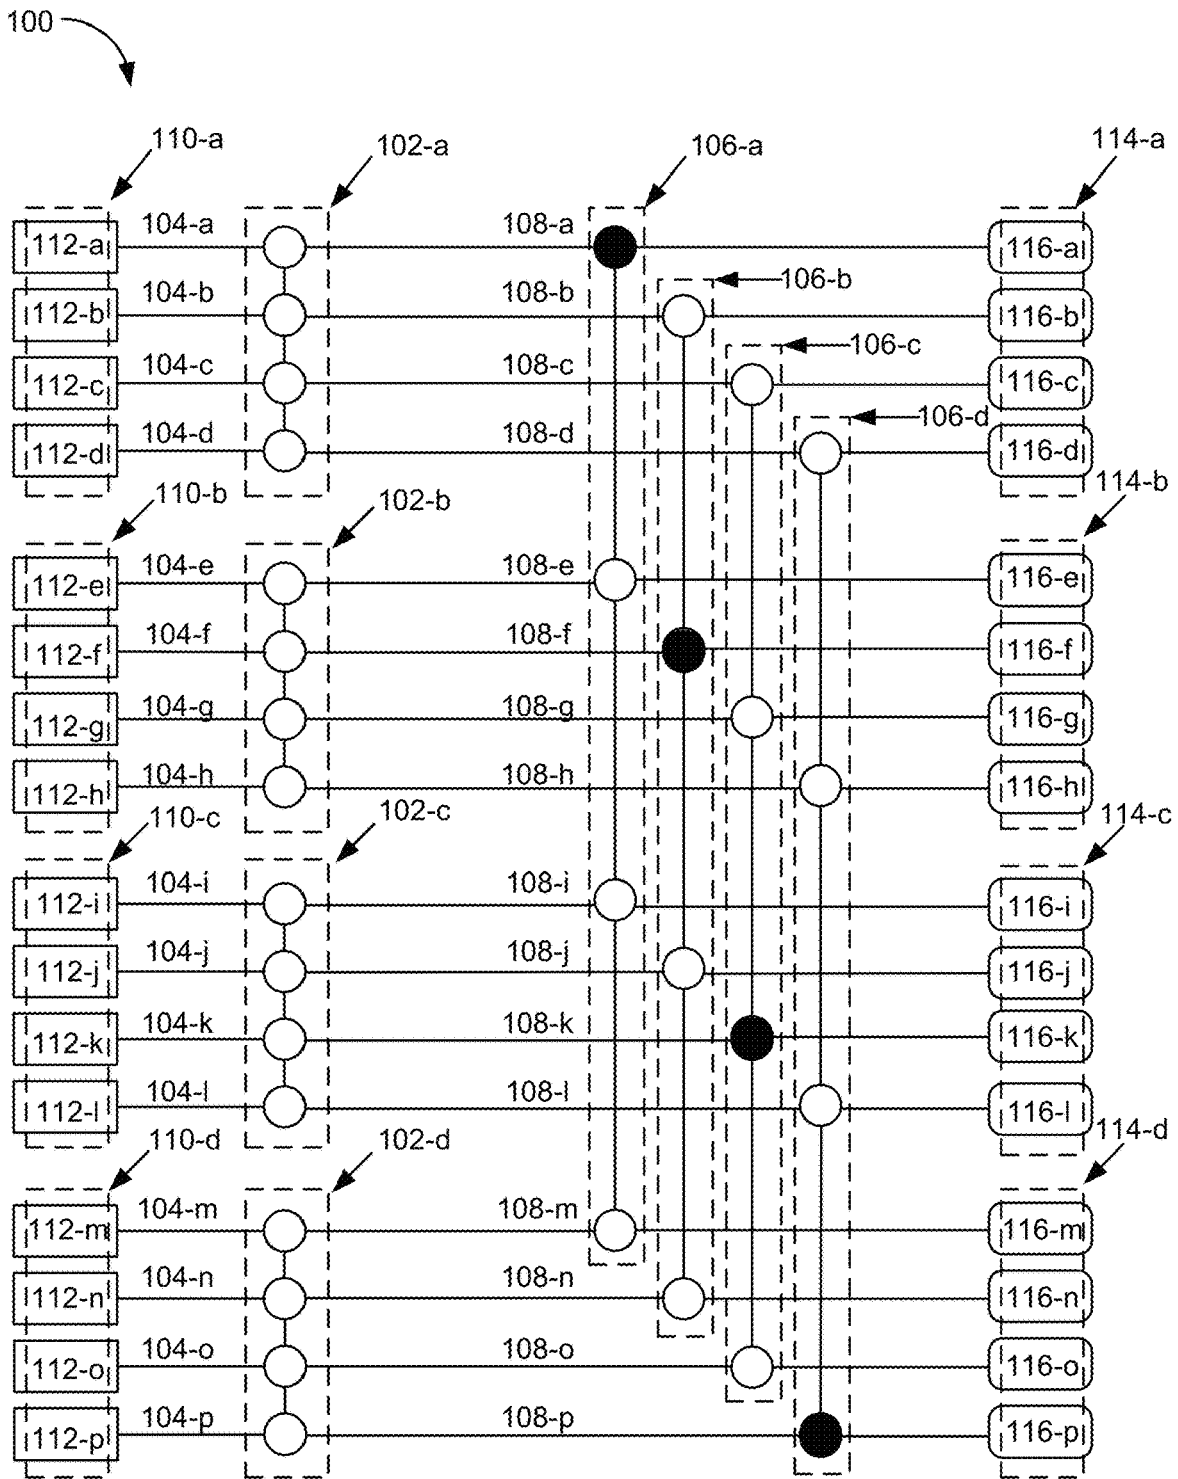 100
110-a 102-a 106-a 114-a
112-a 104-a 108-a 116-a
106-b
112-b 104-b 108-b 116-b
106-c
112-c 104-c 108-c 116-c
106-d
112-d 104-d 108-d 116-d
110-b 102-b 114-b
112-e 104-e 108-e 116-e
112-f 104-f 108-f 116-f
112-g 104-g 108-g 116-g
112-h 104-h 108-h 116-h
110-c 102-c 114-c
112-i 104-i 108-i 116-i
112-j 104-j 108-j 116-j
112-k 104-k 108-k 116-k
112-l 104-l 108-l 116-l
110-d 102-d 114-d
112-m 104-m 108-m 116-m
112-n 104-n 108-n 116-n
112-o 104-o 108-o 116-o
112-p 104-p 108-p 116-p